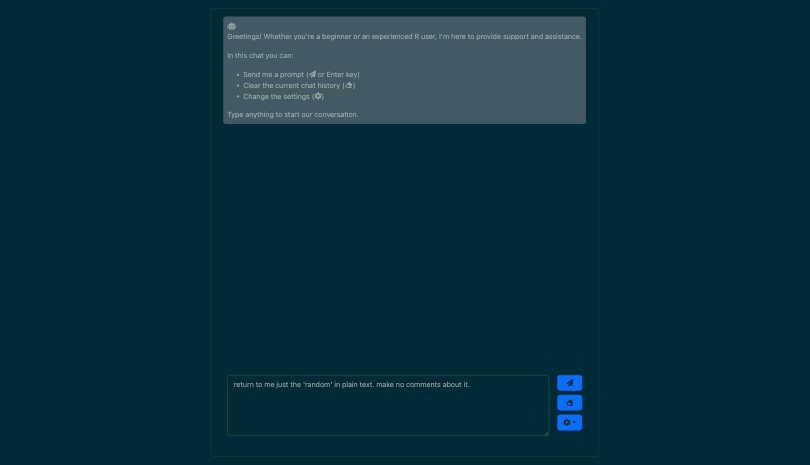 Greetings! Whether you're a beginner or an experienced R user, I'm here to provide support and assistance.
In this chat you can:
• Send me a prompt ( or Enter key)
• Clear the current chat history ()
• Change the settings ()
Type anything to start our conversation.
return to me just the 'random' in plain text. make no comments about it.